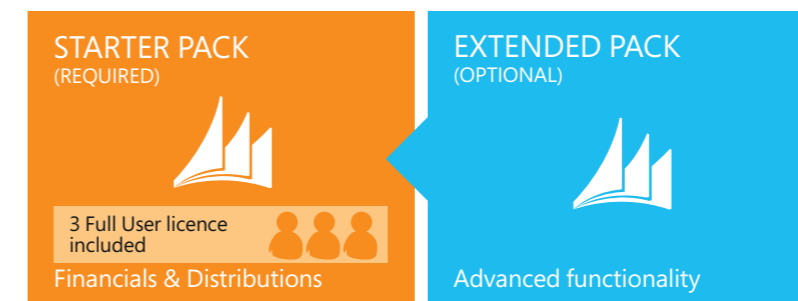 STARTER PACK
(REQUIRED)
3 Full User licence
included
Financials & Distributions
EXTENDED PACK
(OPTIONAL)
Advanced functionality